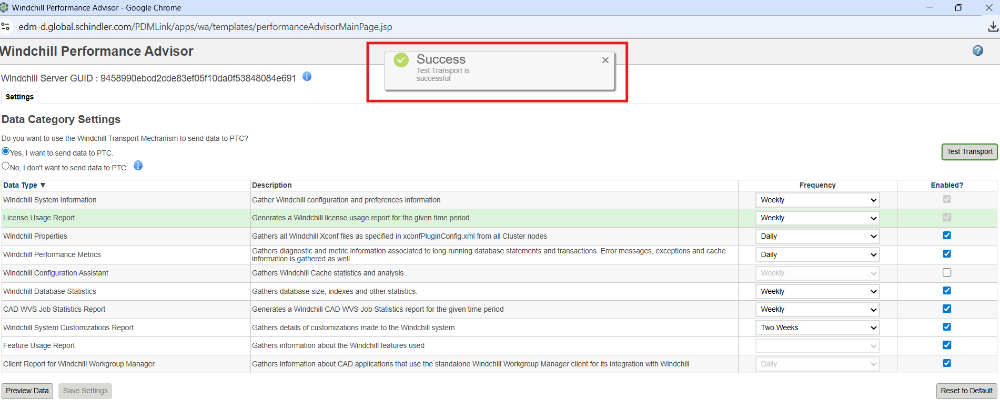 Windchill Performance Advisor - Google Chrome
edm-d.global.schindler.com/PDMLink/apps/wa/templates/performanceAdvisorMainPage.jsp
Windchill Performance Advisor
Success
Test Transport is
successful
Windchill Server GUID : 9458990ebcd2cde83ef05f10da0f53848084e691
Settings
Data Category Settings
Do you want to use the Windchill Transport Mechanism to send data to PTC?
Yes, I want to send data to PTC.
Test Transport
No, I don't want to send data to PTC.
Data Type ▼ Description Frequency Enabled?
Windchill System Information Gather Windchill configuration and preferences information Weekly
License Usage Report Generates a Windchill license usage report for the given time period Weekly
Windchill Properties Gathers all Windchill Xconf files as specified in xconfPluginConfig.xml from all Cluster nodes Daily
Windchill Performance Metrics Gathers diagnostic and metric information associated to long running database statements and transactions. Error messages, exceptions and cache
information is gathered as well. Daily
Windchill Configuration Assistant Gathers Windchill Cache statistics and analysis Weekly
Windchill Database Statistics Gathers database size, indexes and other statistics. Weekly
CAD WVS Job Statistics Report Generates a Windchill CAD WVS Job Statistics report for the given time period Weekly
Windchill System Customizations Report Gathers details of customizations made to the Windchill system Two Weeks
Feature Usage Report Gathers information about the Windchill features used
Client Report for Windchill Workgroup Manager Gathers information about CAD applications that use the standalone Windchill Workgroup Manager client for its integration with Windchill Daily
Preview Data Save Settings Reset to Default